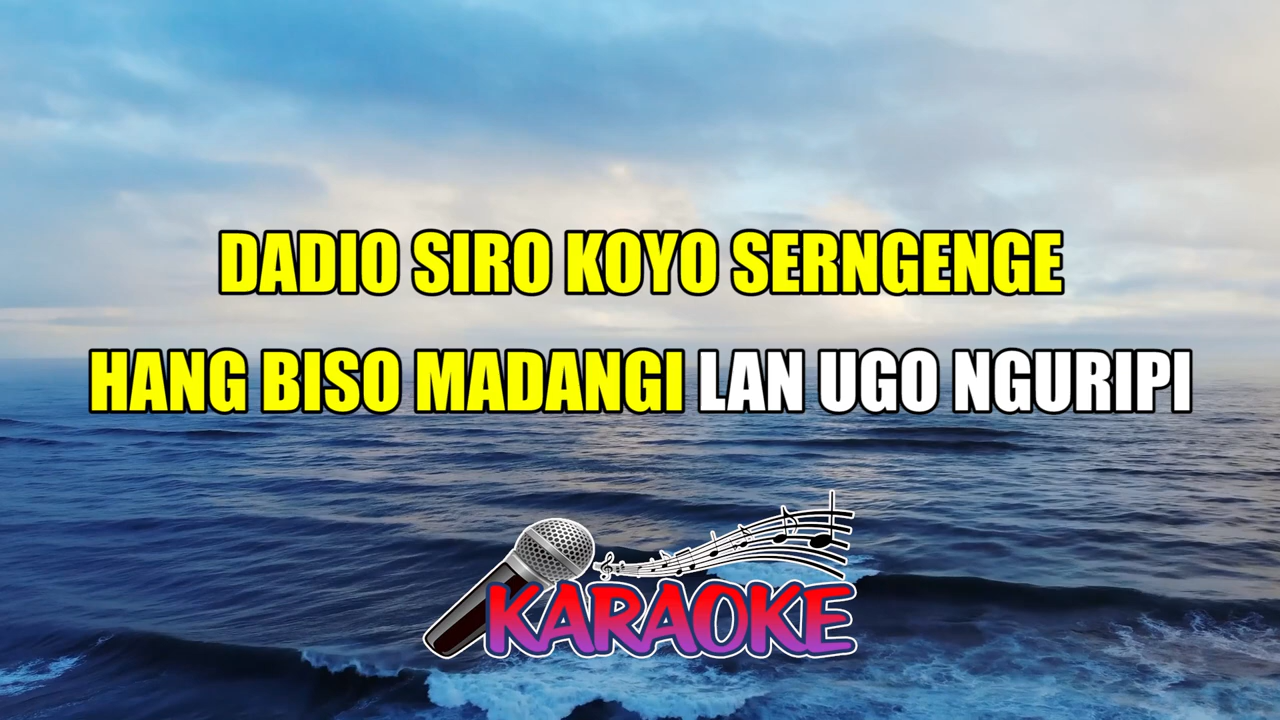 DADIO SIRO KOYO SERNGENGE
HANG BISO MADANGI LAN UGO NGURIPI
KARAOKE